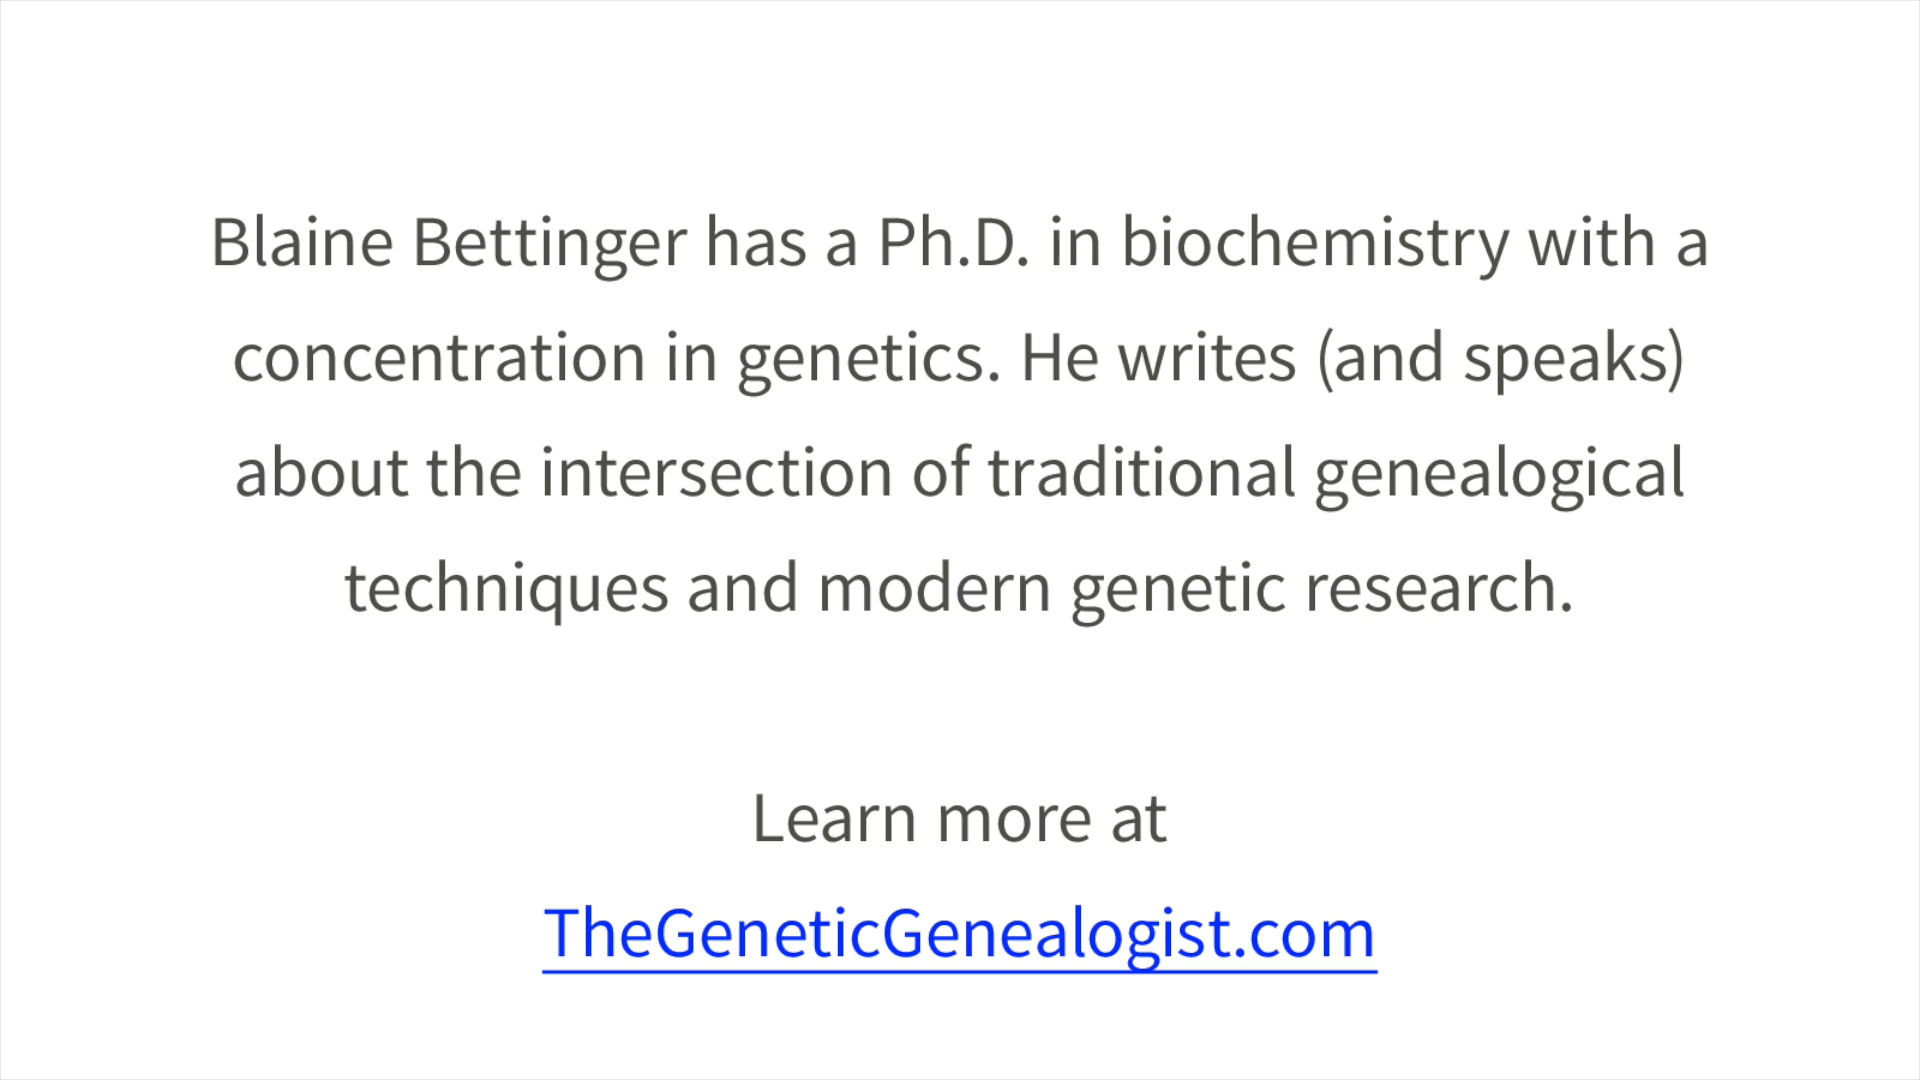 Blaine Bettinger has a Ph.D. in biochemistry with a
concentration in genetics. He writes (and speaks)
about the intersection of traditional genealogical
techniques and modern genetic research.
Learn more at
TheGeneticGenealogist.com